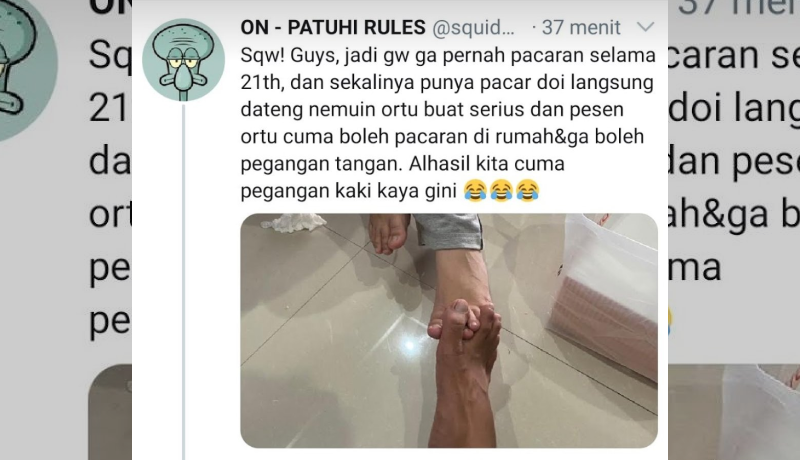 ON - PATUHI RULES @squid... · 37 menit
Sqw! Guys, jadi gw ga pernah pacaran selama
21th, dan sekalinya punya pacar doi langsung
dateng nemuin ortu buat serius dan pesen
ortu cuma boleh pacaran di rumah&ga boleh
pegangan tangan. Alhasil kita cuma
pegangan kaki kaya gini 😂😂😂